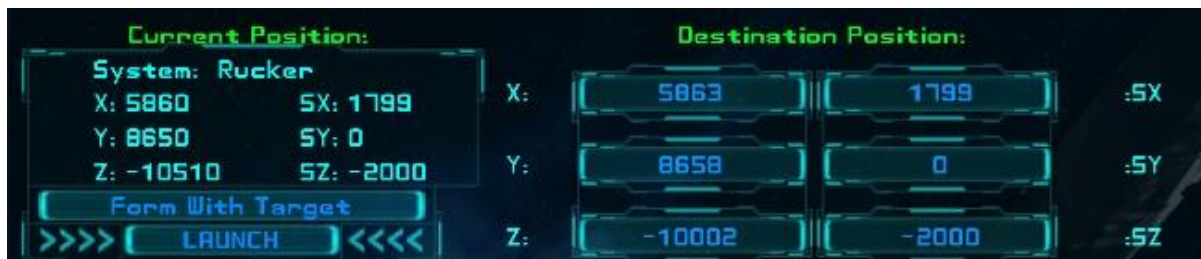 Current Position:
System: Rucker
X: 5860 SX: 1799
Y: 8650 SY: 0
Z: -10510 SZ: -2000
Form With Target
>>>> LAUNCH <<<<
Destination Position:
X: 5863 1799 :SX
Y: 8658 0 :SY
Z: -10002 -2000 :SZ